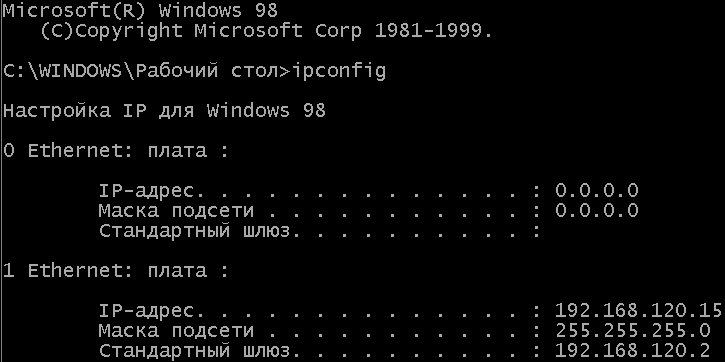 Microsoft(R) Windows 98
(C)Copyright Microsoft Corp 1981-1999.
C:\WINDOWS\Рабочий стол>ipconfig
Настройка IP для Windows 98
0 Ethernet: плата :
IP-адрес. . . . . . . . . . . . . . . : 0.0.0.0
Маска подсети . . . . . . . . . . . . : 0.0.0.0
Стандартный шлюз. . . . . . . . . . . :
1 Ethernet: плата :
IP-адрес. . . . . . . . . . . . . . . : 192.168.120.15
Маска подсети . . . . . . . . . . . . : 255.255.255.0
Стандартный шлюз. . . . . . . . . . . : 192.168.120.2